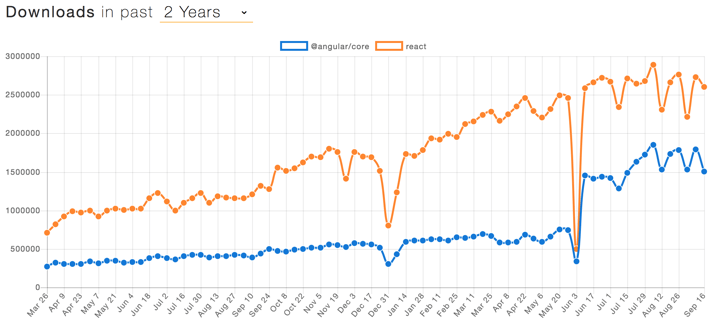 Downloads in past 2 Years
@angular/core react
3000000
2500000
2000000
1500000
1000000
500000
0
Mar 26 Apr 9 Apr 23 May 7 May 21 Jun 4 Jun 18 Jul 2 Jul 16 Jul 30 Aug 13 Aug 27 Sep 10 Sep 24 Oct 8 Oct 22 Nov 5 Nov 19 Dec 3 Dec 17 Dec 31 Jan 14 Jan 28 Feb 11 Feb 25 Mar 11 Mar 25 Apr 8 Apr 22 May 6 May 20 Jun 3 Jun 17 Jul 1 Jul 15 Jul 29 Aug 12 Aug 26 Sep 16